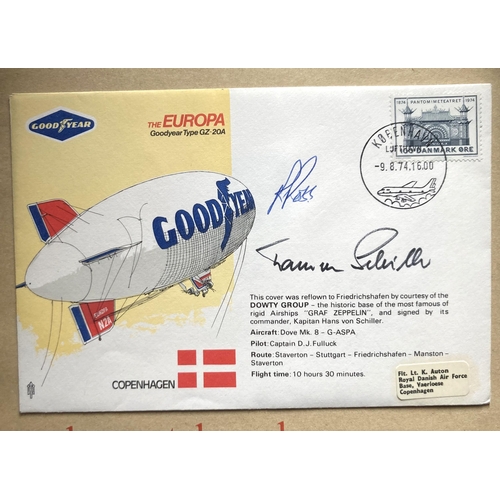 GOODYEAR
THE EUROPA
Goodyear Type GZ-20A
1874 PANTOMIMETEATRET 1974
100 DANMARK ØRE
KØBENHAVN
LUFTHAVN
-9.8.74.16.00
GOODYEAR
EUROPA
N2A
This cover was reflown to Friedrichshafen by courtesy of the
DOWTY GROUP - the historic base of the most famous of
rigid Airships "GRAF ZEPPELIN", and signed by its
commander, Kapitan Hans von Schiller.
Aircraft: Dove Mk. 8 - G-ASPA
Pilot: Captain D.J. Fulluck
Route: Staverton - Stuttgart - Friedrichshafen - Manston -
Staverton
Flight time: 10 hours 30 minutes.
COPENHAGEN
Flt. Lt. K. Auton
Royal Danish Air Force
Base, Vaerloese
Copenhagen